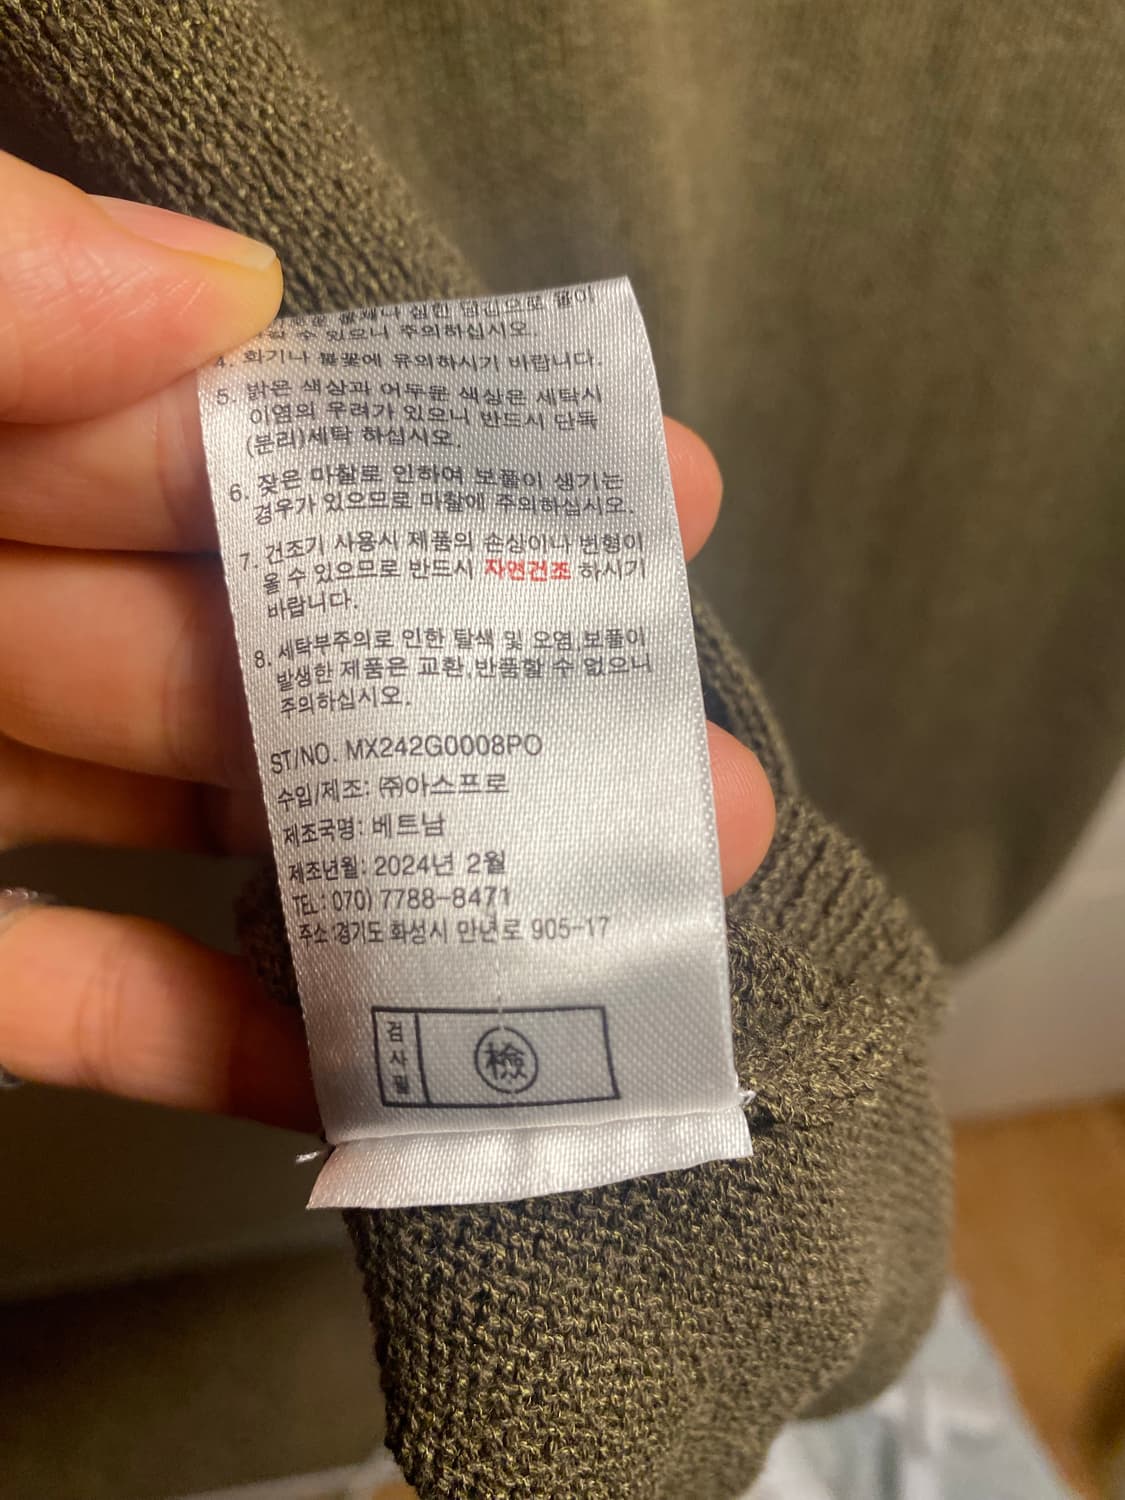 심한 당김으로 올이
수 있으니 주의하십시오.
4. 화기나 불꽃에 유의하시기 바랍니다.
5. 밝은 색상과 어두운 색상은 세탁시
이염의 우려가 있으니 반드시 단독
(분리)세탁 하십시오.
6. 잦은 마찰로 인하여 보풀이 생기는
경우가 있으므로 마찰에 주의하십시오.
7. 건조기 사용시 제품의 손상이나 변형이
올 수 있으므로 반드시 자연건조 하시기
바랍니다.
8. 세탁부주의로 인한 탈색 및 오염,보풀이
발생한 제품은 교환,반품할 수 없으니
주의하십시오.
ST/NO. MX242G0008PO
수입/제조: ㈜아스프로
제조국명: 베트남
제조년월: 2024년 2월
TEL: 070) 7788-8471
주소:경기도 화성시 만년로 905-17
검사필
檢